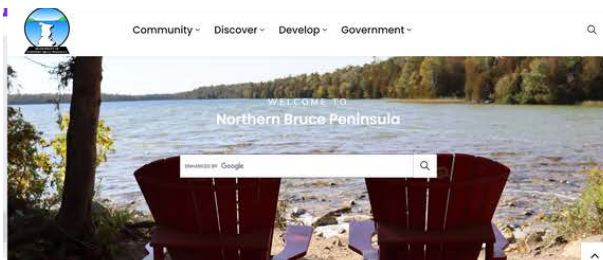 Community Discover Develop Government
WELCOME TO
Northern Bruce Peninsula
ENHANCED BY Google